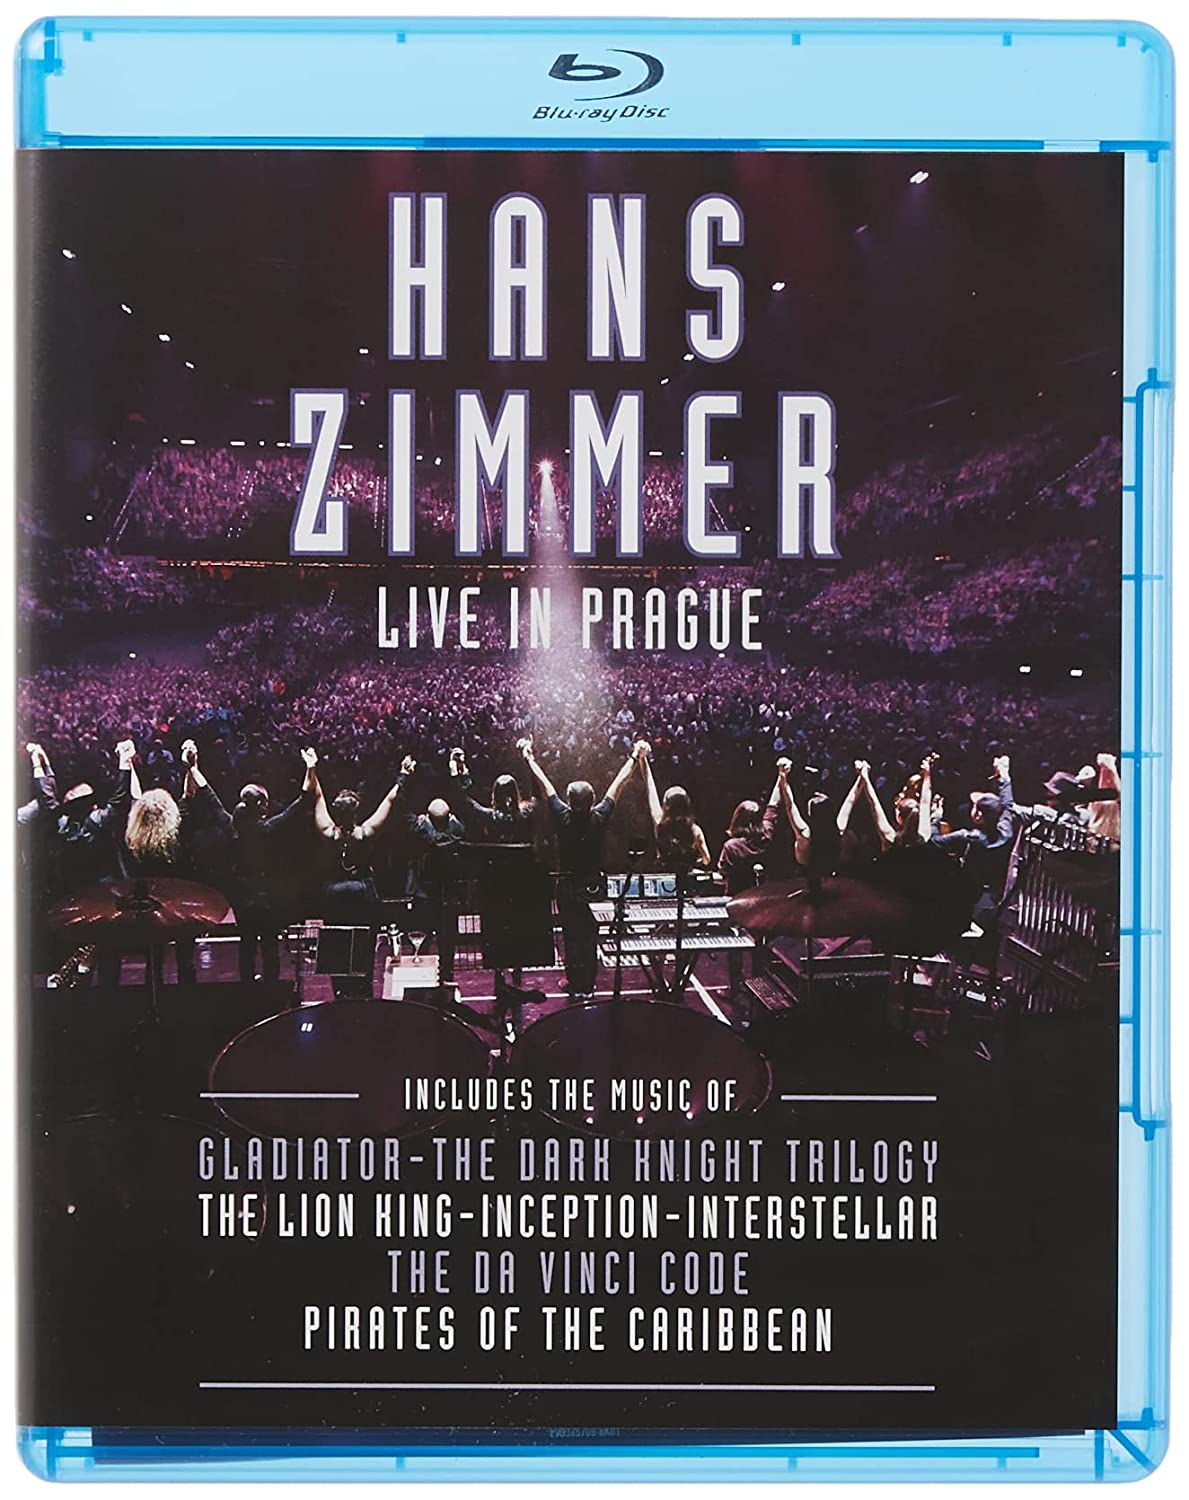 Blu-ray Disc
HANS
ZIMMER
LIVE IN PRAGUE
INCLUDES THE MUSIC OF
GLADIATOR-THE DARK KNIGHT TRILOGY
THE LION KING-INCEPTION-INTERSTELLAR
THE DA VINCI CODE
PIRATES OF THE CARIBBEAN